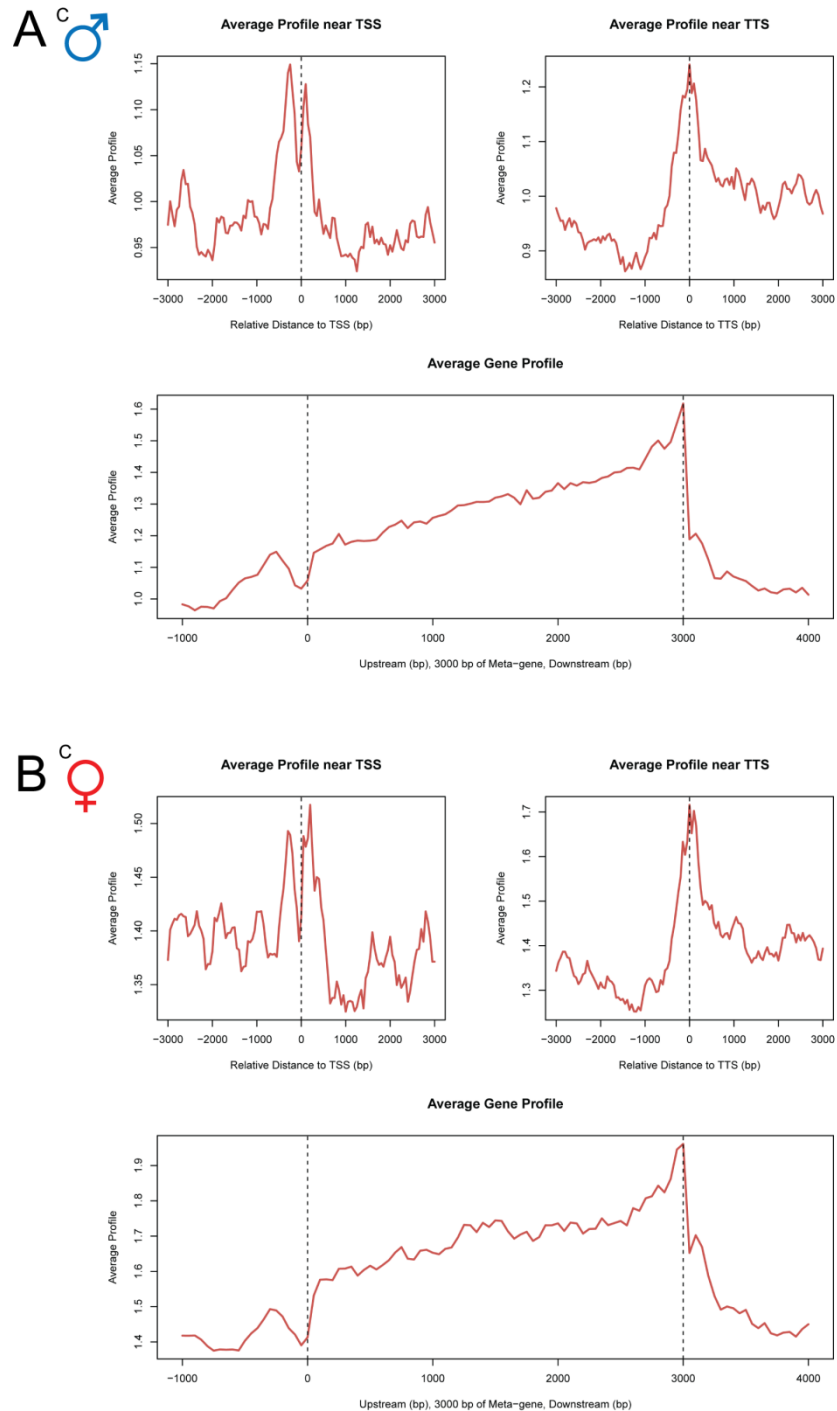 A
C
Average Profile near TSS
Average Profile
0.95 1.00 1.05 1.10 1.15
−3000 −2000 −1000 0 1000 2000 3000
Relative Distance to TSS (bp)
Average Profile near TTS
Average Profile
0.9 1.0 1.1 1.2
−3000 −2000 −1000 0 1000 2000 3000
Relative Distance to TTS (bp)
Average Gene Profile
Average Profile
1.0 1.1 1.2 1.3 1.4 1.5 1.6
−1000 0 1000 2000 3000 4000
Upstream (bp), 3000 bp of Meta−gene, Downstream (bp)
B
C
Average Profile near TSS
Average Profile
1.35 1.40 1.45 1.50
−3000 −2000 −1000 0 1000 2000 3000
Relative Distance to TSS (bp)
Average Profile near TTS
Average Profile
1.3 1.4 1.5 1.6 1.7
−3000 −2000 −1000 0 1000 2000 3000
Relative Distance to TTS (bp)
Average Gene Profile
Average Profile
1.4 1.5 1.6 1.7 1.8 1.9
−1000 0 1000 2000 3000 4000
Upstream (bp), 3000 bp of Meta−gene, Downstream (bp)